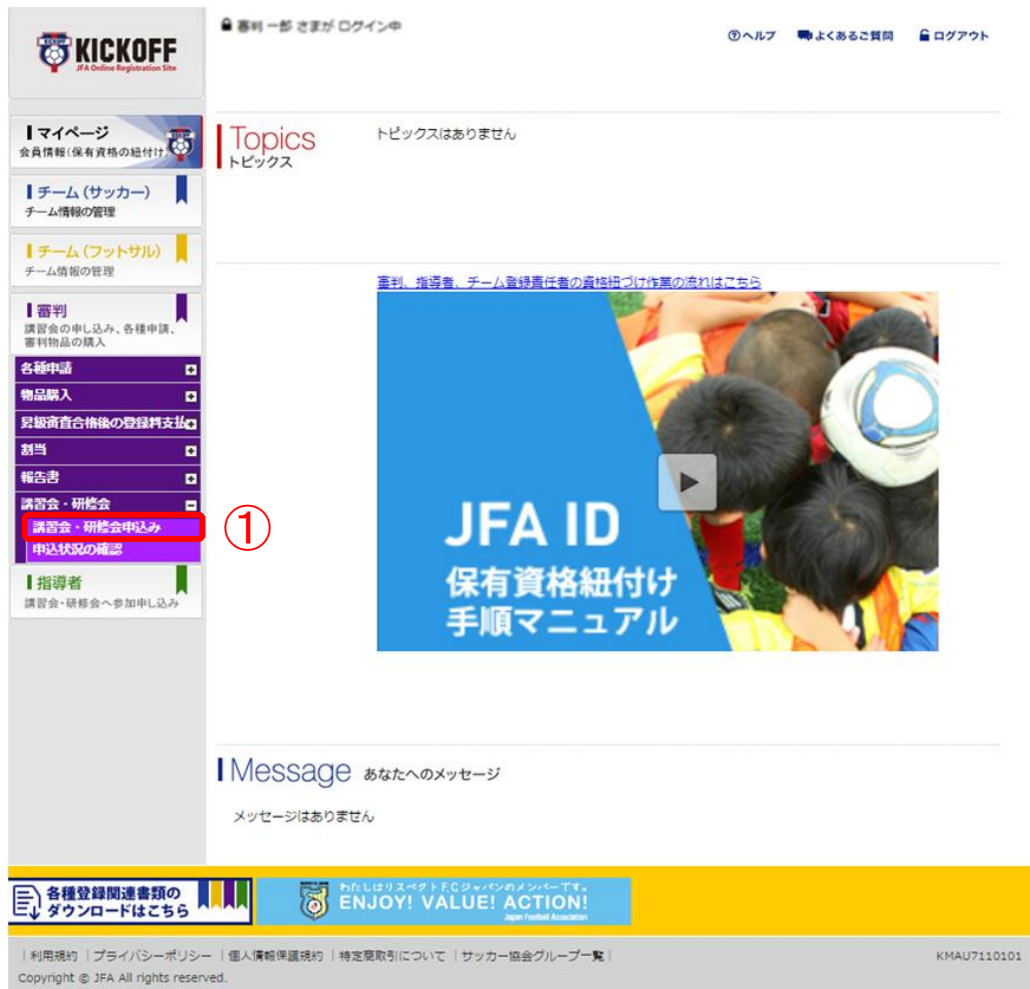 KICKOFF
JFA Online Registration Site
審判 一郎 さまが ログイン中
?ヘルプ
よくあるご質問
ログアウト
マイページ
会員情報(保有資格の紐付け)
チーム (サッカー)
チーム情報の管理
チーム (フットサル)
チーム情報の管理
審判
講習会の申し込み、各種申請、
審判物品の購入
各種申請
物品購入
昇級審査合格後の登録料支払
割当
報告書
講習会・研修会
講習会・研修会申込み
申込状況の確認
①
指導者
講習会・研修会へ参加申し込み
Topics
トピックス
トピックスはありません
審判、指導者、チーム登録責任者の資格紐づけ作業の流れはこちら
JFA ID
保有資格紐付け
手順マニュアル
Message あなたへのメッセージ
メッセージはありません
各種登録関連書類の
ダウンロードはこちら
わたしはリスペクトF.C.ジャパンのメンバーです。
ENJOY! VALUE! ACTION!
Japan Football Association
|利用規約 |プライバシーポリシー |個人情報保護規約 |特定商取引について |サッカー協会グループ一覧|
KMAU7110101
Copyright © JFA All rights reserved.